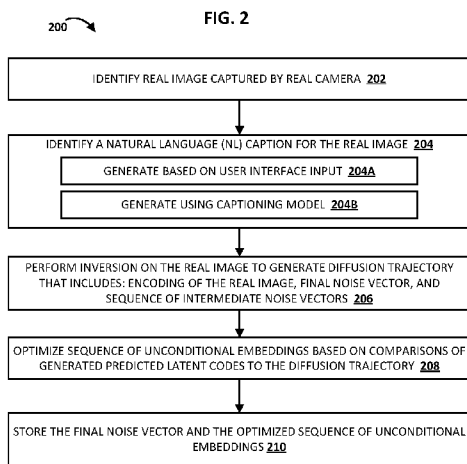 FIG. 2
200
IDENTIFY REAL IMAGE CAPTURED BY REAL CAMERA 202
IDENTIFY A NATURAL LANGUAGE (NL) CAPTION FOR THE REAL IMAGE 204
GENERATE BASED ON USER INTERFACE INPUT 204A
GENERATE USING CAPTIONING MODEL 204B
PERFORM INVERSION ON THE REAL IMAGE TO GENERATE DIFFUSION TRAJECTORY
THAT INCLUDES: ENCODING OF THE REAL IMAGE, FINAL NOISE VECTOR, AND
SEQUENCE OF INTERMEDIATE NOISE VECTORS 206
OPTIMIZE SEQUENCE OF UNCONDITIONAL EMBEDDINGS BASED ON COMPARISONS OF
GENERATED PREDICTED LATENT CODES TO THE DIFFUSION TRAJECTORY 208
STORE THE FINAL NOISE VECTOR AND THE OPTIMIZED SEQUENCE OF UNCONDITIONAL
EMBEDDINGS 210